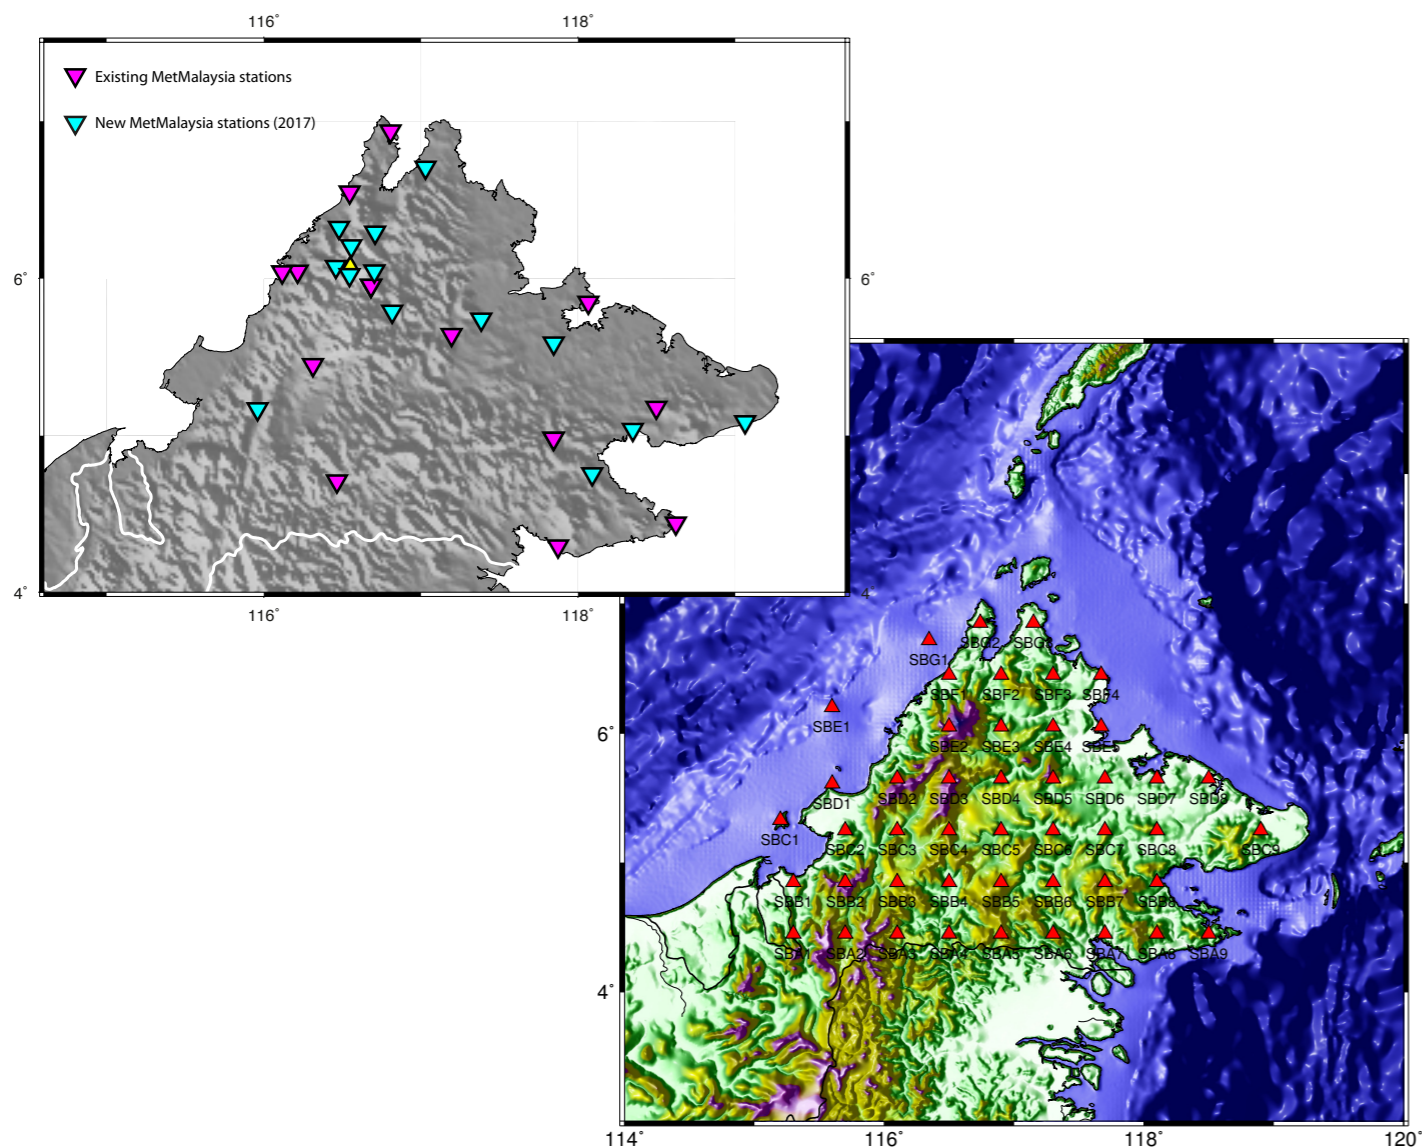 116° 118°
Existing MetMalaysia stations
New MetMalaysia stations (2017)
6° 6°
4° 4
116° 118°
SBG2 SBG3
SBG1
SBF1 SBF2 SBF3 SBF4
SBE1
6°
SBE2 SBE3 SBE4 SBE5
SBD1 SBD2 SBD3 SBD4 SBD5 SBD6 SBD7 SBD8
SBC1 SBC2 SBC3 SBC4 SBC5 SBC6 SBC7 SBC8 SBC9
SBB1 SBB2 SBB3 SBB4 SBB5 SBB6 SBB7 SBB8
SBA1 SBA2 SBA3 SBA4 SBA5 SBA6 SBA7 SBA8 SBA9
4°
114° 116° 118° 120°